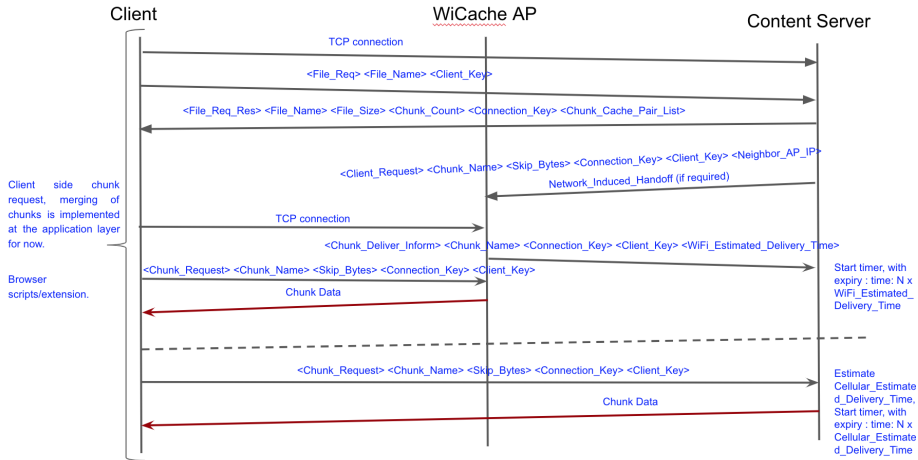 Client
WiCache AP
Content Server
TCP connection
<File_Req> <File_Name> <Client_Key>
<File_Req_Res> <File_Name> <File_Size> <Chunk_Count> <Connection_Key> <Chunk_Cache_Pair_List>
<Client_Request> <Chunk_Name> <Skip_Bytes> <Connection_Key> <Client_Key> <Neighbor_AP_IP>
Network_Induced_Handoff (if required)
Client side chunk
request, merging of
chunks is implemented
at the application layer
for now.
Browser
scripts/extension.
TCP connection
<Chunk_Deliver_Inform> <Chunk_Name> <Connection_Key> <Client_Key> <WiFi_Estimated_Delivery_Time>
<Chunk_Request> <Chunk_Name> <Skip_Bytes> <Connection_Key> <Client_Key>
Chunk Data
Start timer, with
expiry : time: N x
WiFi_Estimated_
Delivery_Time
<Chunk_Request> <Chunk_Name> <Skip_Bytes> <Connection_Key> <Client_Key>
Chunk Data
Estimate
Cellular_Estimate
d_Delivery_Time,
Start timer, with
expiry : time: N x
Cellular_Estimate
d_Delivery_Time